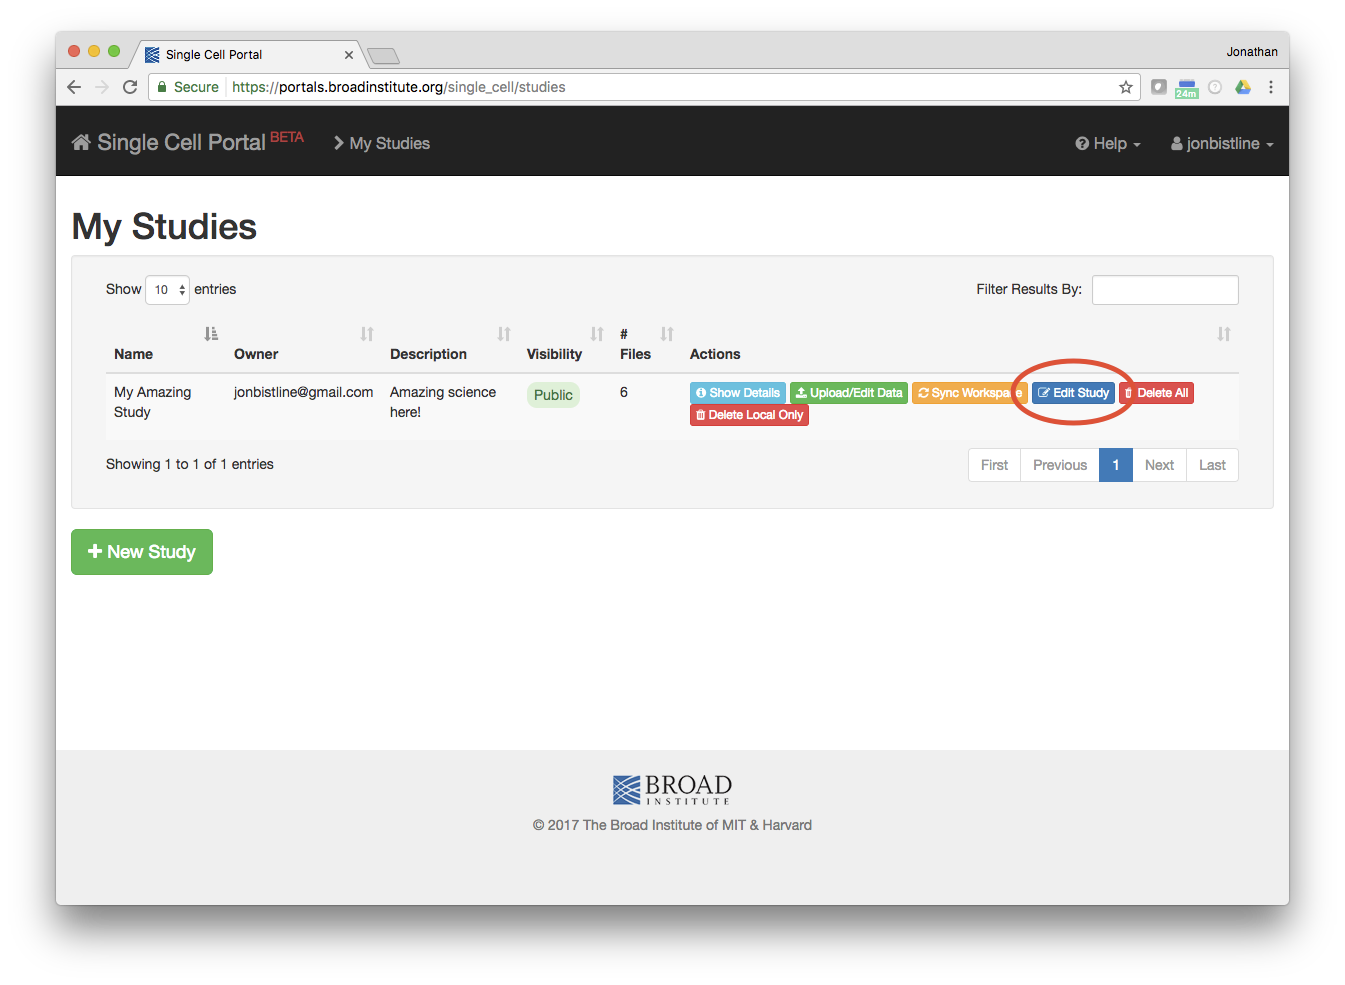 Single Cell Portal
Jonathan
Secure https://portals.broadinstitute.org/single_cell/studies
24m
Single Cell Portal BETA
My Studies
Help
jonbistline
My Studies
Show 10 entries
Filter Results By:
Name Owner Description Visibility # Files Actions
My Amazing Study
jonbistline@gmail.com
Amazing science here!
Public
6
Show Details Upload/Edit Data Sync Workspace Edit Study Delete All
Delete Local Only
Showing 1 to 1 of 1 entries
First Previous 1 Next Last
+ New Study
BROAD
INSTITUTE
© 2017 The Broad Institute of MIT & Harvard